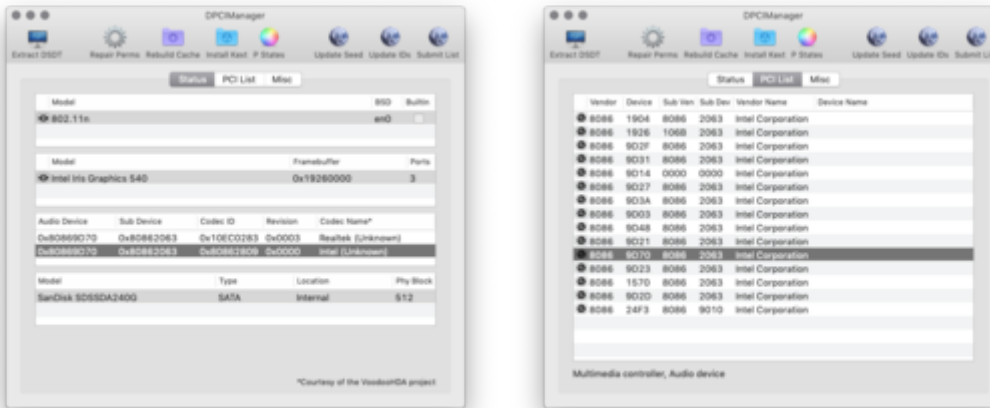 DPCIManager
Extract DSDT Repair Perms Rebuild Cache Install Kext P States Update Seed Update IDs Submit List
Status PCI List Misc
Model BSD Builtin
802.11n en0
Model Framebuffer Ports
Intel Iris Graphics 540 0x19260000 3
Audio Device Sub Device Codec ID Revision Codec Name*
0x80869D70 0x80862063 0x10EC0283 0x0003 Realtek (Unknown)
0x80869D70 0x80862063 0x80862809 0x0000 Intel (Unknown)
Model Type Location Phy Block
SanDisk SDSSDA240G SATA Internal 512
*Courtesy of the VoodooHDA project
DPCIManager
Extract DSDT Repair Perms Rebuild Cache Install Kext P States Update Seed Update IDs Submit List
Status PCI List Misc
Vendor Device Sub Ven Sub Dev Vendor Name Device Name
8086 1904 8086 2063 Intel Corporation
8086 1926 106B 2063 Intel Corporation
8086 9D2F 8086 2063 Intel Corporation
8086 9D31 8086 2063 Intel Corporation
8086 9D14 0000 0000 Intel Corporation
8086 9D27 8086 2063 Intel Corporation
8086 9D3A 8086 2063 Intel Corporation
8086 9D03 8086 2063 Intel Corporation
8086 9D48 8086 2063 Intel Corporation
8086 9D21 8086 2063 Intel Corporation
8086 9D70 8086 2063 Intel Corporation
8086 9D23 8086 2063 Intel Corporation
8086 1570 8086 2063 Intel Corporation
8086 9D2D 8086 2063 Intel Corporation
8086 24F3 8086 9010 Intel Corporation
Multimedia controller, Audio device